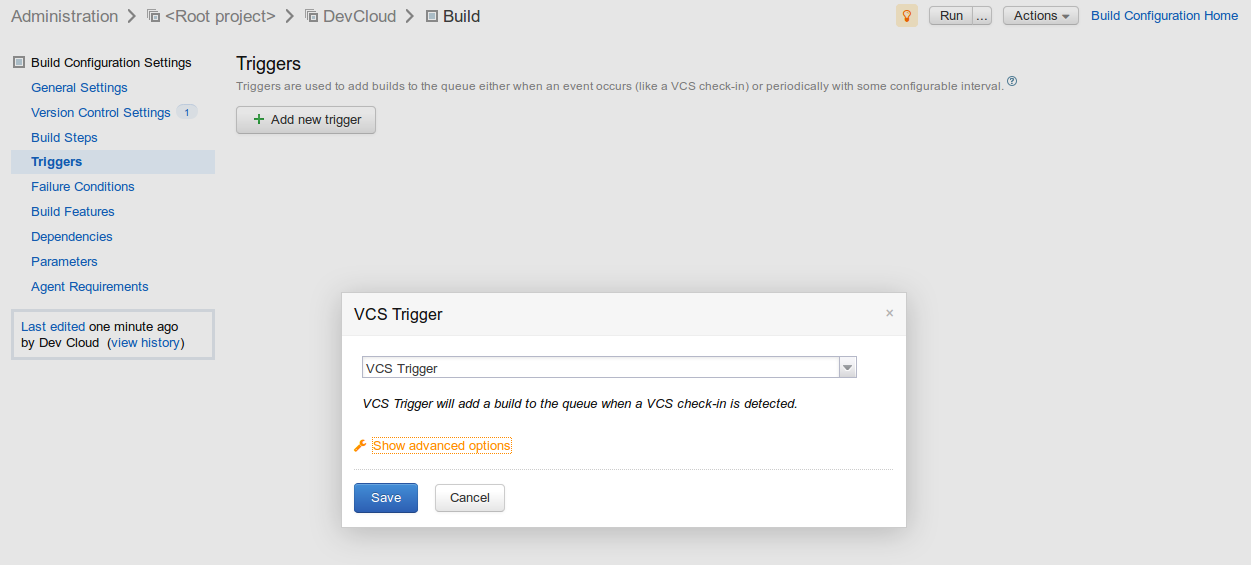 Administration > <Root project> > DevCloud > Build
Run ... Actions Build Configuration Home
Build Configuration Settings
General Settings
Version Control Settings 1
Build Steps
Triggers
Failure Conditions
Build Features
Dependencies
Parameters
Agent Requirements
Last edited one minute ago
by Dev Cloud (view history)
Triggers
Triggers are used to add builds to the queue either when an event occurs (like a VCS check-in) or periodically with some configurable interval. ?
+ Add new trigger
VCS Trigger ×
VCS Trigger
VCS Trigger will add a build to the queue when a VCS check-in is detected.
Show advanced options
Save Cancel